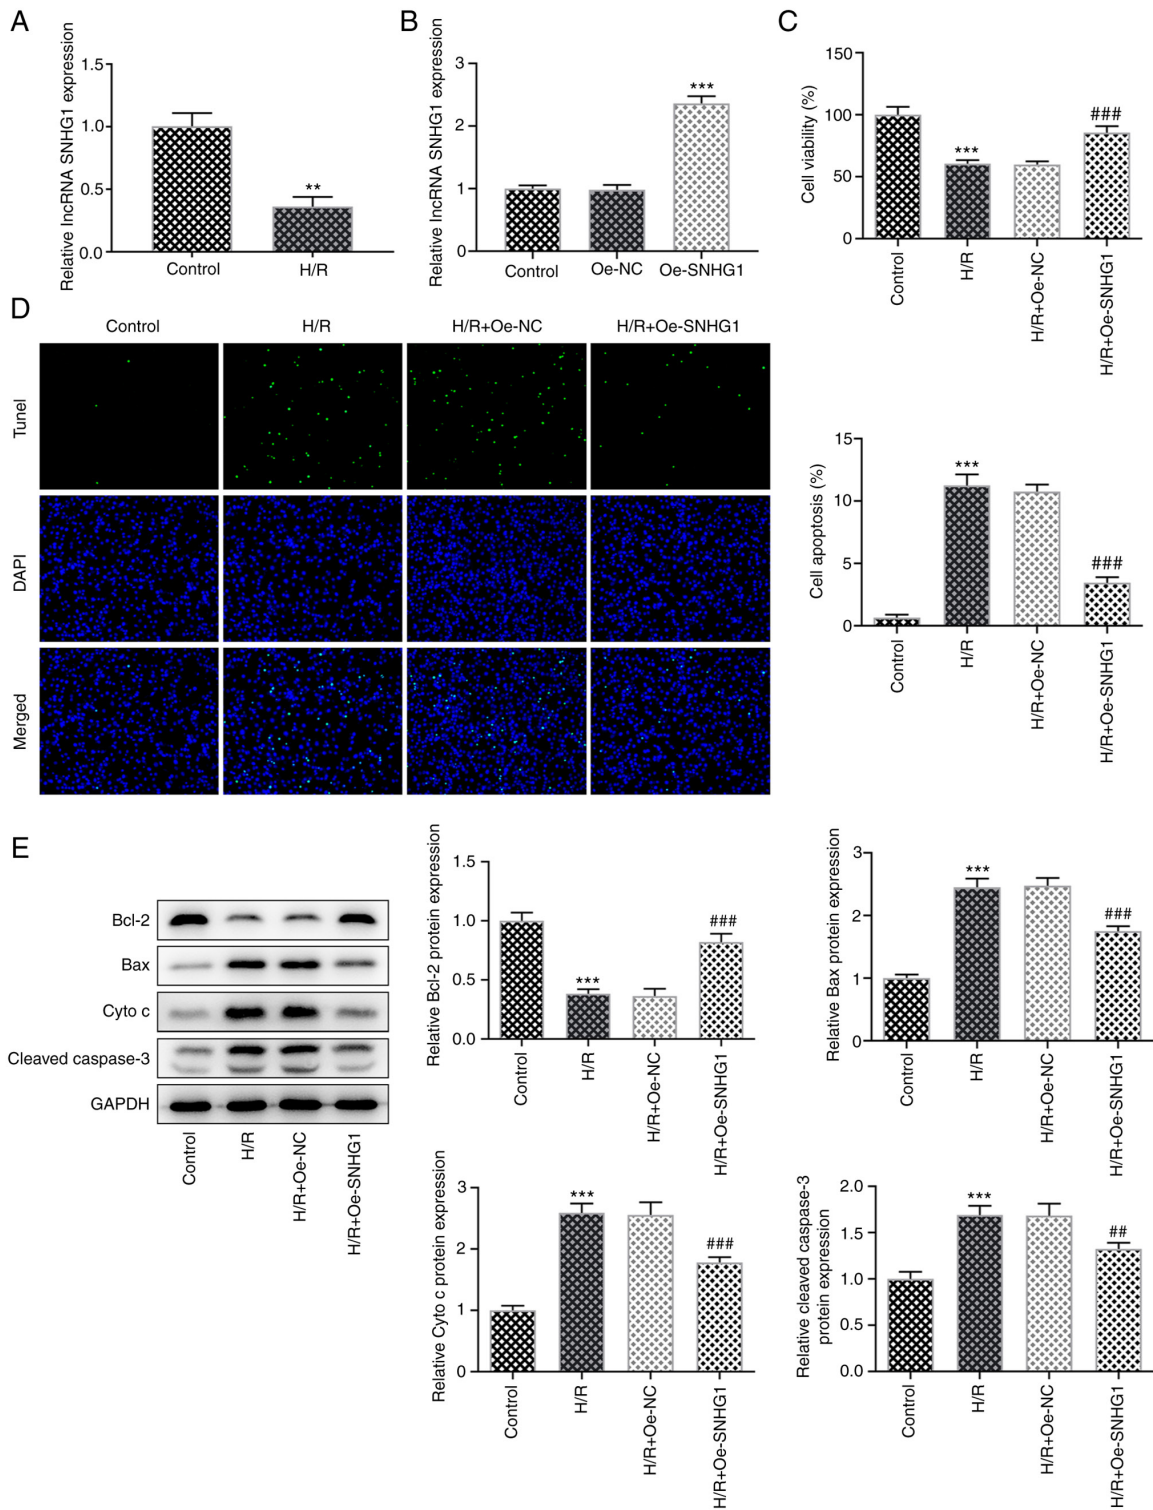 A
Relative lncRNA SNHG1 expression
1.5
1.0
0.5
0.0
**
Control
H/R
B
Relative lncRNA SNHG1 expression
3
2
1
0
***
Control
Oe-NC
Oe-SNHG1
C
Cell viability (%)
150
100
50
0
***
###
Control
H/R
H/R+Oe-NC
H/R+Oe-SNHG1
D
Control
H/R
H/R+Oe-NC
H/R+Oe-SNHG1
Tunel
DAPI
Merged
Cell apoptosis (%)
15
10
5
0
***
###
Control
H/R
H/R+Oe-NC
H/R+Oe-SNHG1
E
Bcl-2
Bax
Cyto c
Cleaved caspase-3
GAPDH
Control
H/R
H/R+Oe-NC
H/R+Oe-SNHG1
Relative Bcl-2 protein expression
1.5
1.0
0.5
0.0
***
###
Control
H/R
H/R+Oe-NC
H/R+Oe-SNHG1
Relative Bax protein expression
3
2
1
0
***
###
Control
H/R
H/R+Oe-NC
H/R+Oe-SNHG1
Relative Cyto c protein expression
3
2
1
0
***
###
Control
H/R
H/R+Oe-NC
H/R+Oe-SNHG1
Relative cleaved caspase-3
protein expression
2.0
1.5
1.0
0.5
0.0
***
##
Control
H/R
H/R+Oe-NC
H/R+Oe-SNHG1